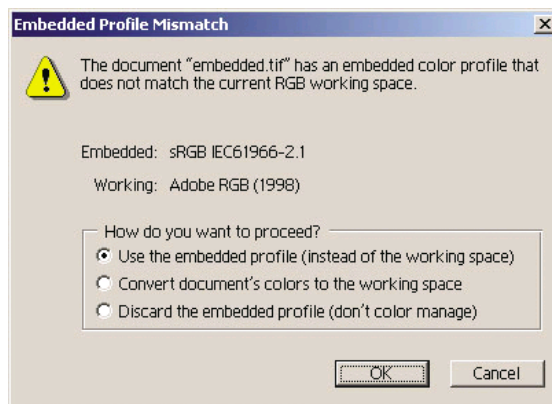 Embedded Profile Mismatch
The document “embedded.tif” has an embedded color profile that
does not match the current RGB working space.
Embedded: sRGB IEC61966-2.1
Working: Adobe RGB (1998)
How do you want to proceed?
Use the embedded profile (instead of the working space)
Convert document's colors to the working space
Discard the embedded profile (don't color manage)
OK Cancel